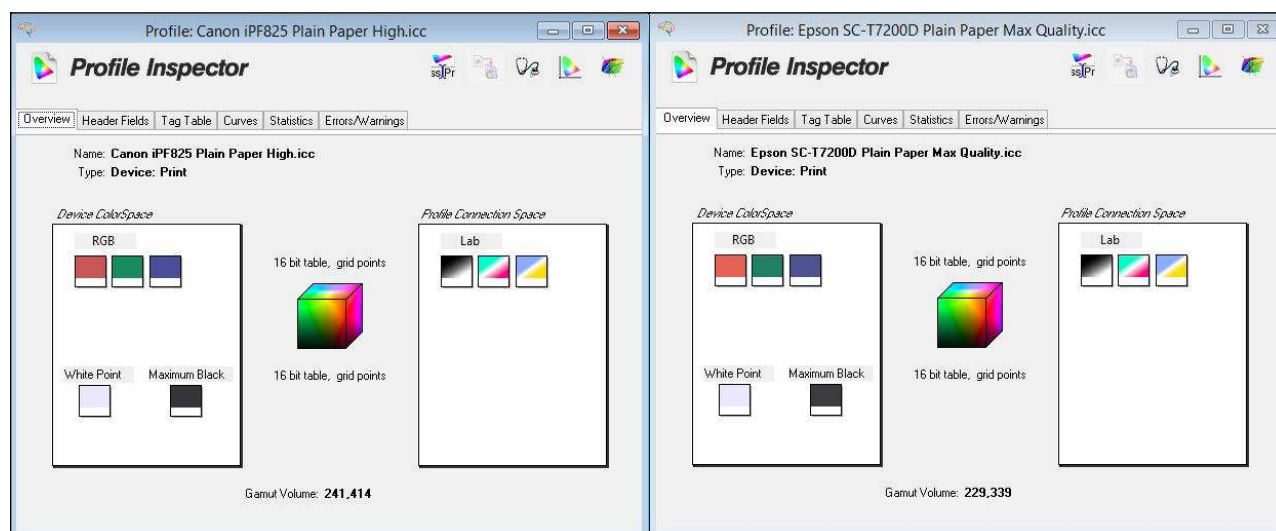 Profile: Canon iPF825 Plain Paper High.icc
Profile Inspector
Overview Header Fields Tag Table Curves Statistics Errors/Warnings
Name: Canon iPF825 Plain Paper High.icc
Type: Device: Print
Device ColorSpace Profile Connection Space
RGB Lab
16 bit table, grid points
White Point Maximum Black 16 bit table, grid points
Gamut Volume: 241,414
Profile: Epson SC-T7200D Plain Paper Max Quality.icc
Profile Inspector
Overview Header Fields Tag Table Curves Statistics Errors/Warnings
Name: Epson SC-T7200D Plain Paper Max Quality.icc
Type: Device: Print
Device ColorSpace Profile Connection Space
RGB Lab
16 bit table, grid points
White Point Maximum Black 16 bit table, grid points
Gamut Volume: 229,339